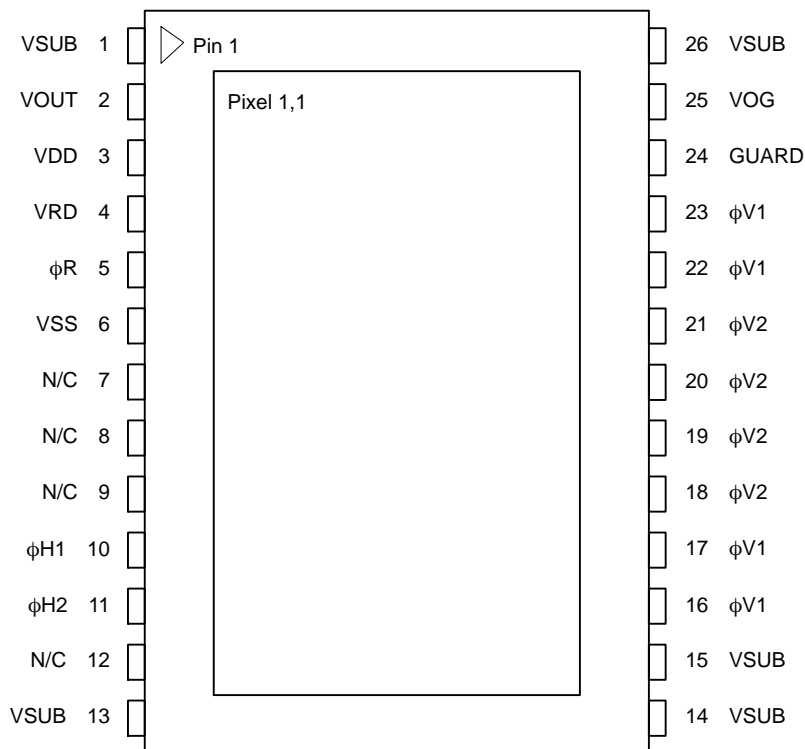 VSUB 1 Pin 1 26 VSUB
VOUT 2 Pixel 1,1 25 VOG
VDD 3 24 GUARD
VRD 4 23 ϕV1
ϕR 5 22 ϕV1
VSS 6 21 ϕV2
N/C 7 20 ϕV2
N/C 8 19 ϕV2
N/C 9 18 ϕV2
ϕH1 10 17 ϕV1
ϕH2 11 16 ϕV1
N/C 12 15 VSUB
VSUB 13 14 VSUB